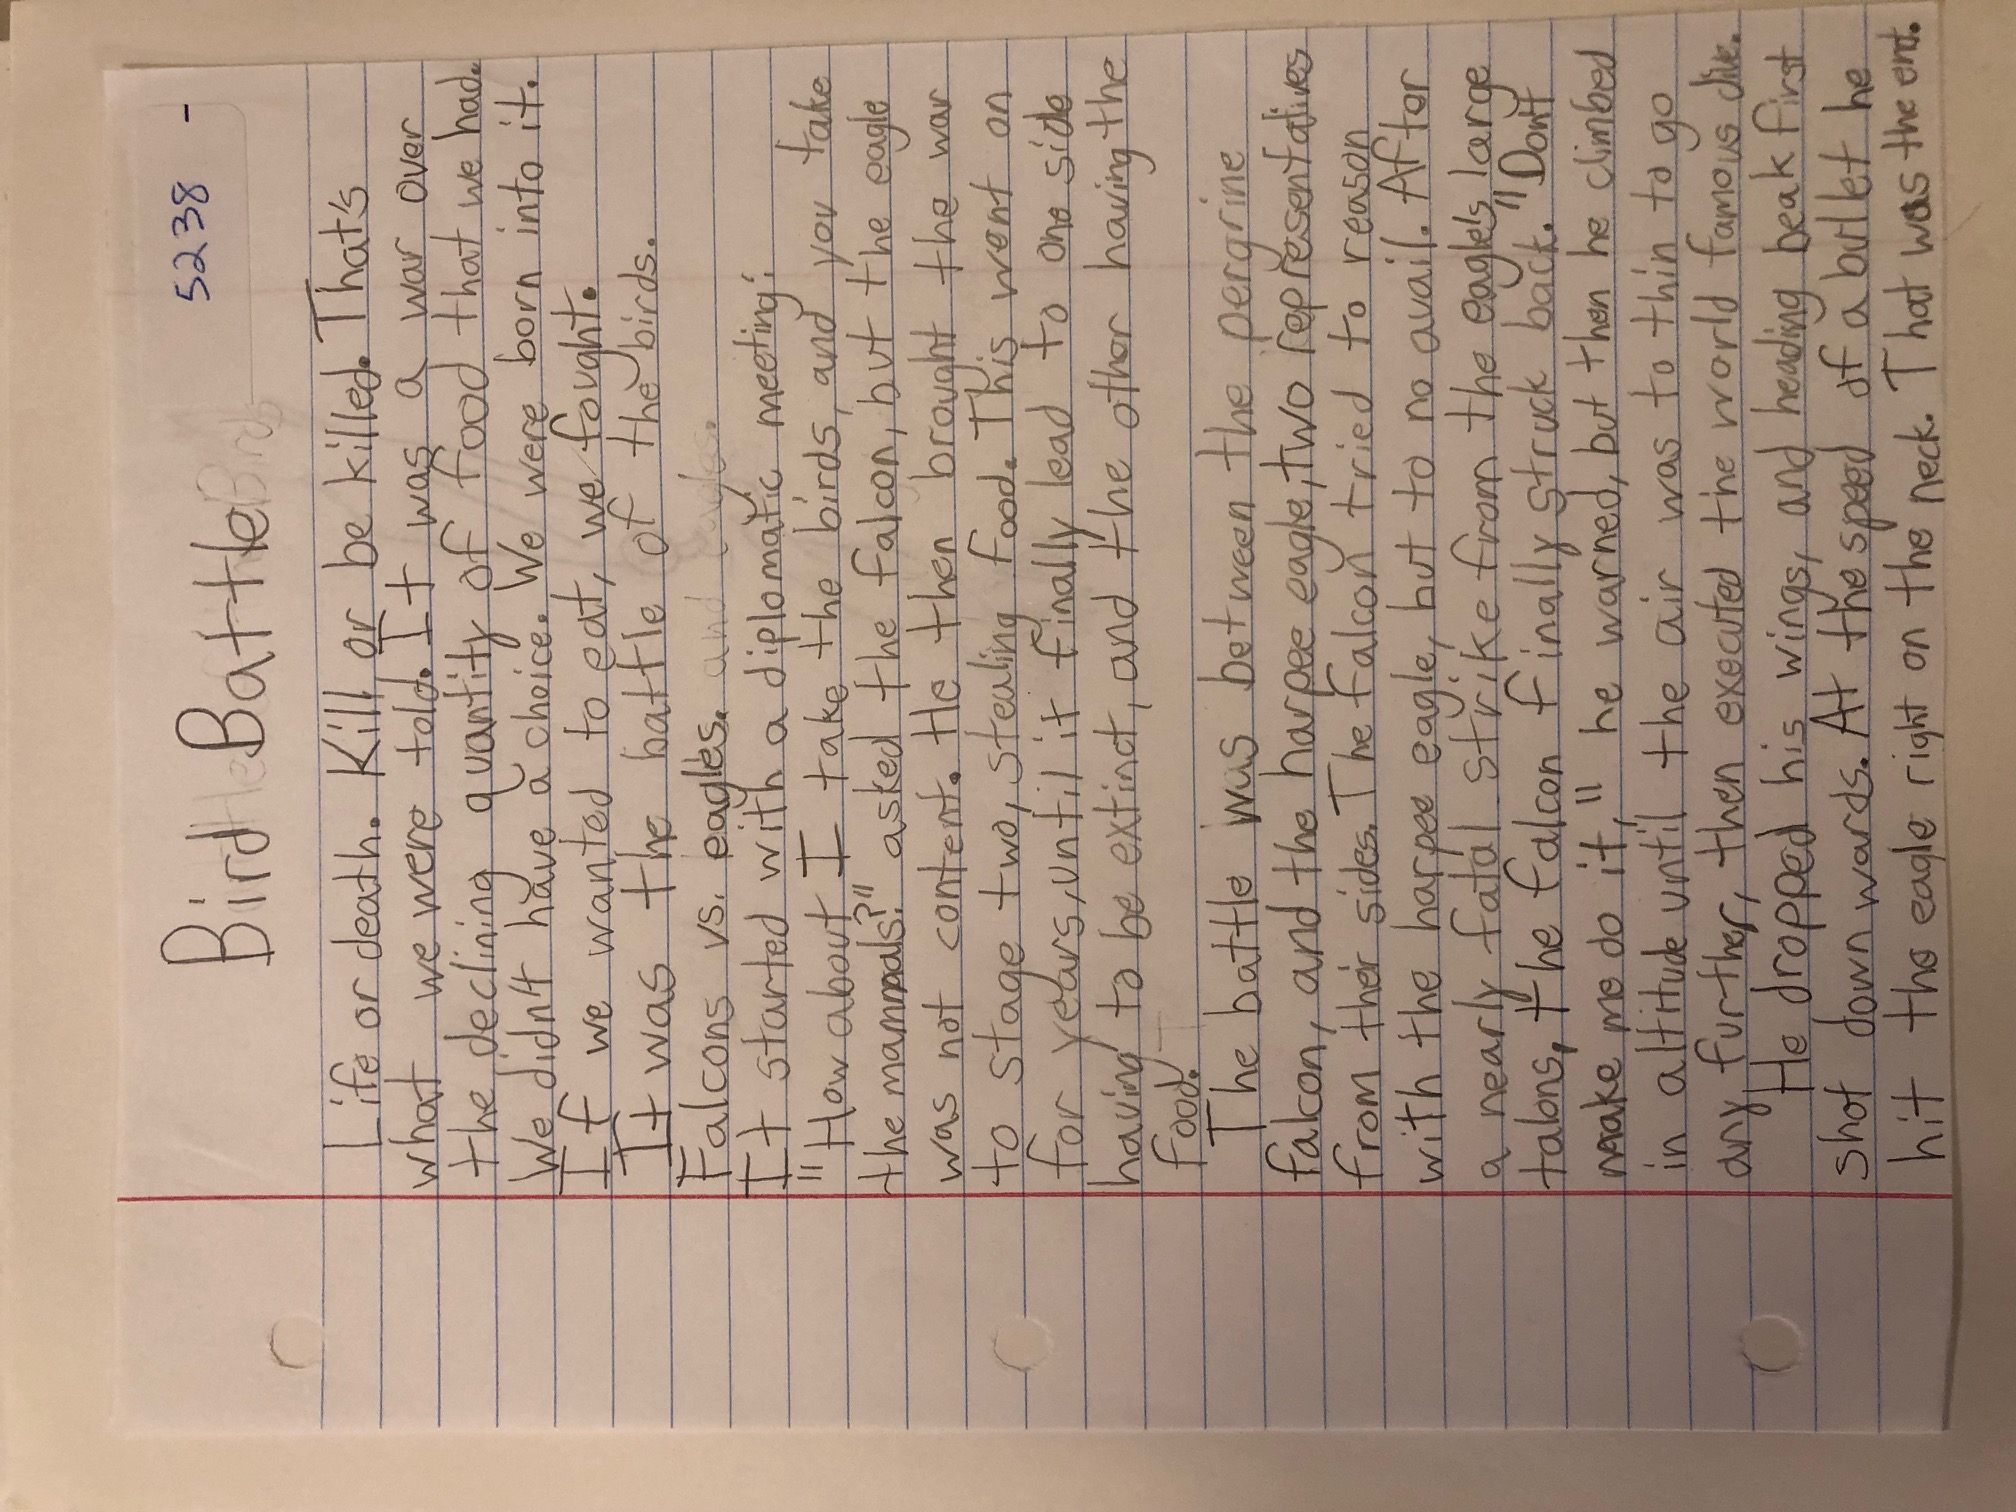 Bird Battle
5238 -
Life or death. Kill or be killed. That's
what we were told. It was a war over
the declining quantity of food that we had.
We didn't have a choice. We were born into it.
If we wanted to eat, we fought.
It was the battle of the birds.
Falcons vs. eagles. and eagles.
It started with a diplomatic meeting:
"How about I take the birds, and you take
the mammals?" asked the falcon, but the eagle
was not content. He then brought the war
to stage two, stealing food. This went on
for years, until it finally lead to one side
having to be extinct, and the other having the
food.
The battle was between the pergrine
falcon, and the harpee eagle, two representatives
from their sides. The falcon tried to reason
with the harpee eagle, but to no avail. After
a nearly fatal strike from the eagle's large
talons, the falcon finally struck back. "Don't
make me do it," he warned, but then he climbed
in altitude until the air was to thin to go
any further, then executed the world famous dive.
He dropped his wings, and heading beak first
shot down wards. At the speed of a bullet he
hit the eagle right on the neck. That was the end.